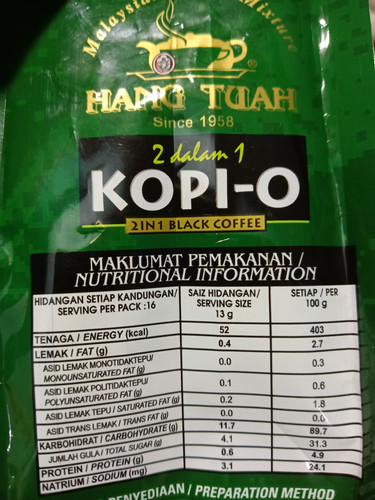 Malaysia Mixture
HANG TUAH
Since 1958
2 dalam 1
KOPI-O
2IN1 BLACK COFFEE
MAKLUMAT PEMAKANAN /
NUTRITIONAL INFORMATION
HIDANGAN SETIAP KANDUNGAN/ SERVING PER PACK :16 SAIZ HIDANGAN/ SERVING SIZE 13 g SETIAP / PER 100 g
TENAGA / ENERGY (kcal) 52 403
LEMAK / FAT (g) 0.4 2.7
ASID LEMAK MONOTIDAKTEPU/ MONOUNSATURATED FAT (g) 0.0 0.3
ASID LEMAK POLITIDAKTEPU/ POLYUNSATURATED FAT (g) 0.1 0.6
ASID LEMAK TEPU / SATURATED FAT (g) 0.2 1.8
ASID TRANS LEMAK / TRANS FAT (g) 0.0 0.0
KARBOHIDRAT / CARBOHYDRATE (g) 11.7 89.7
JUMLAH GULA / TOTAL SUGAR (g) 4.1 31.3
PROTEIN / PROTEIN (g) 0.6 4.9
NATRIUM / SODIUM (mg) 3.1 24.1
PENYEDIAAN / PREPARATION METHOD